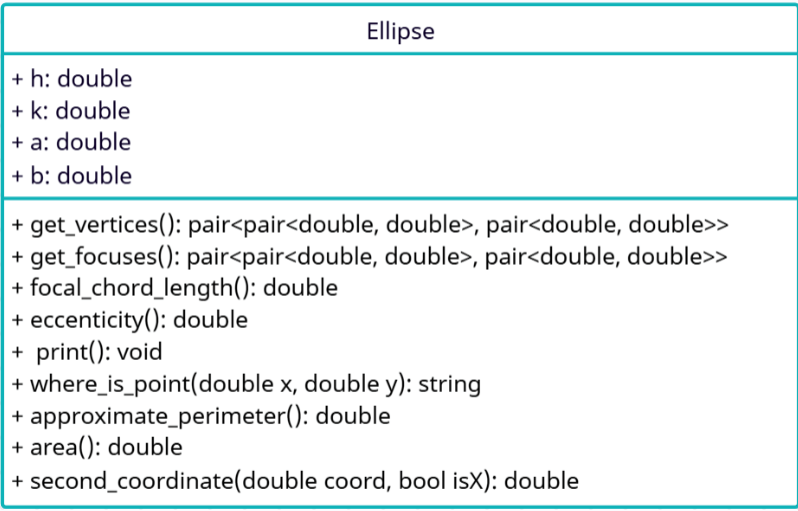 Ellipse
+ h: double
+ k: double
+ a: double
+ b: double
+ get_vertices(): pair<pair<double, double>, pair<double, double>>
+ get_focuses(): pair<pair<double, double>, pair<double, double>>
+ focal_chord_length(): double
+ eccenticity(): double
+ print(): void
+ where_is_point(double x, double y): string
+ approximate_perimeter(): double
+ area(): double
+ second_coordinate(double coord, bool isX): double